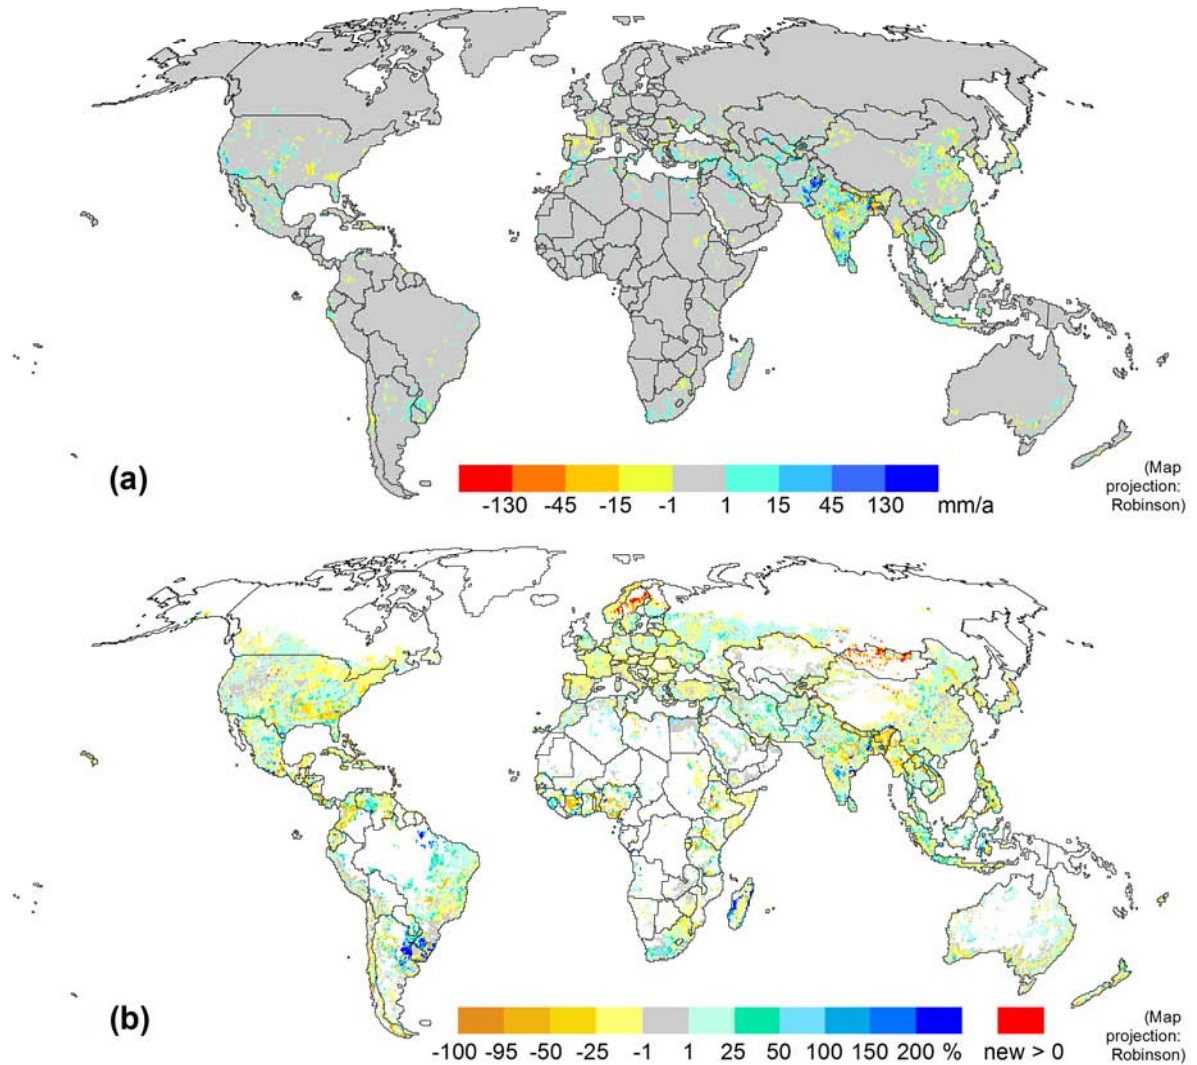 (a)
-130 -45 -15 -1 1 15 45 130 mm/a
(Map
projection:
Robinson)
(b)
-100 -95 -50 -25 -1 1 25 50 100 150 200 % new > 0
(Map
projection:
Robinson)